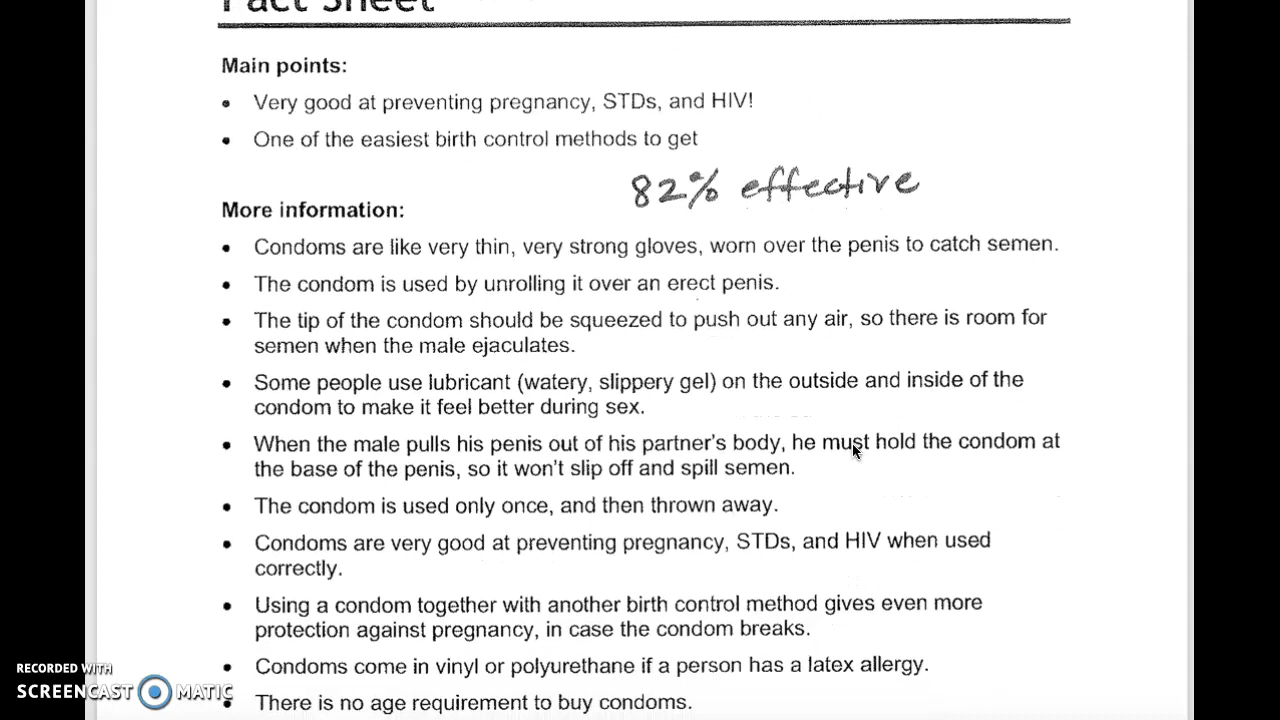 Fact Sheet
Main points:
• Very good at preventing pregnancy, STDs, and HIV!
• One of the easiest birth control methods to get
82% effective
More information:
• Condoms are like very thin, very strong gloves, worn over the penis to catch semen.
• The condom is used by unrolling it over an erect penis.
• The tip of the condom should be squeezed to push out any air, so there is room for
semen when the male ejaculates.
• Some people use lubricant (watery, slippery gel) on the outside and inside of the
condom to make it feel better during sex.
• When the male pulls his penis out of his partner's body, he must hold the condom at
the base of the penis, so it won't slip off and spill semen.
• The condom is used only once, and then thrown away.
• Condoms are very good at preventing pregnancy, STDs, and HIV when used
correctly.
• Using a condom together with another birth control method gives even more
protection against pregnancy, in case the condom breaks.
• Condoms come in vinyl or polyurethane if a person has a latex allergy.
• There is no age requirement to buy condoms.
RECORDED WITH
SCREENCAST MATIC